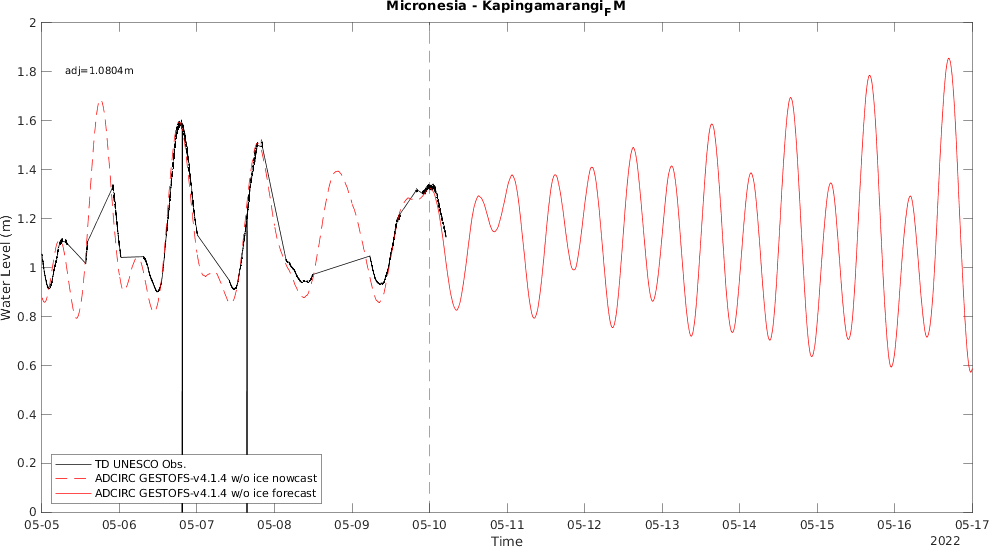 Micronesia - Kapingamarangi_FM
2
1.8
adj=1.0804m
1.6
1.4
1.2
Water Level (m)
1
0.8
0.6
0.4
0.2
TD UNESCO Obs.
ADCIRC GESTOFS-v4.1.4 w/o ice nowcast
ADCIRC GESTOFS-v4.1.4 w/o ice forecast
0
05-05 05-06 05-07 05-08 05-09 05-10 05-11 05-12 05-13 05-14 05-15 05-16 05-17
Time
2022